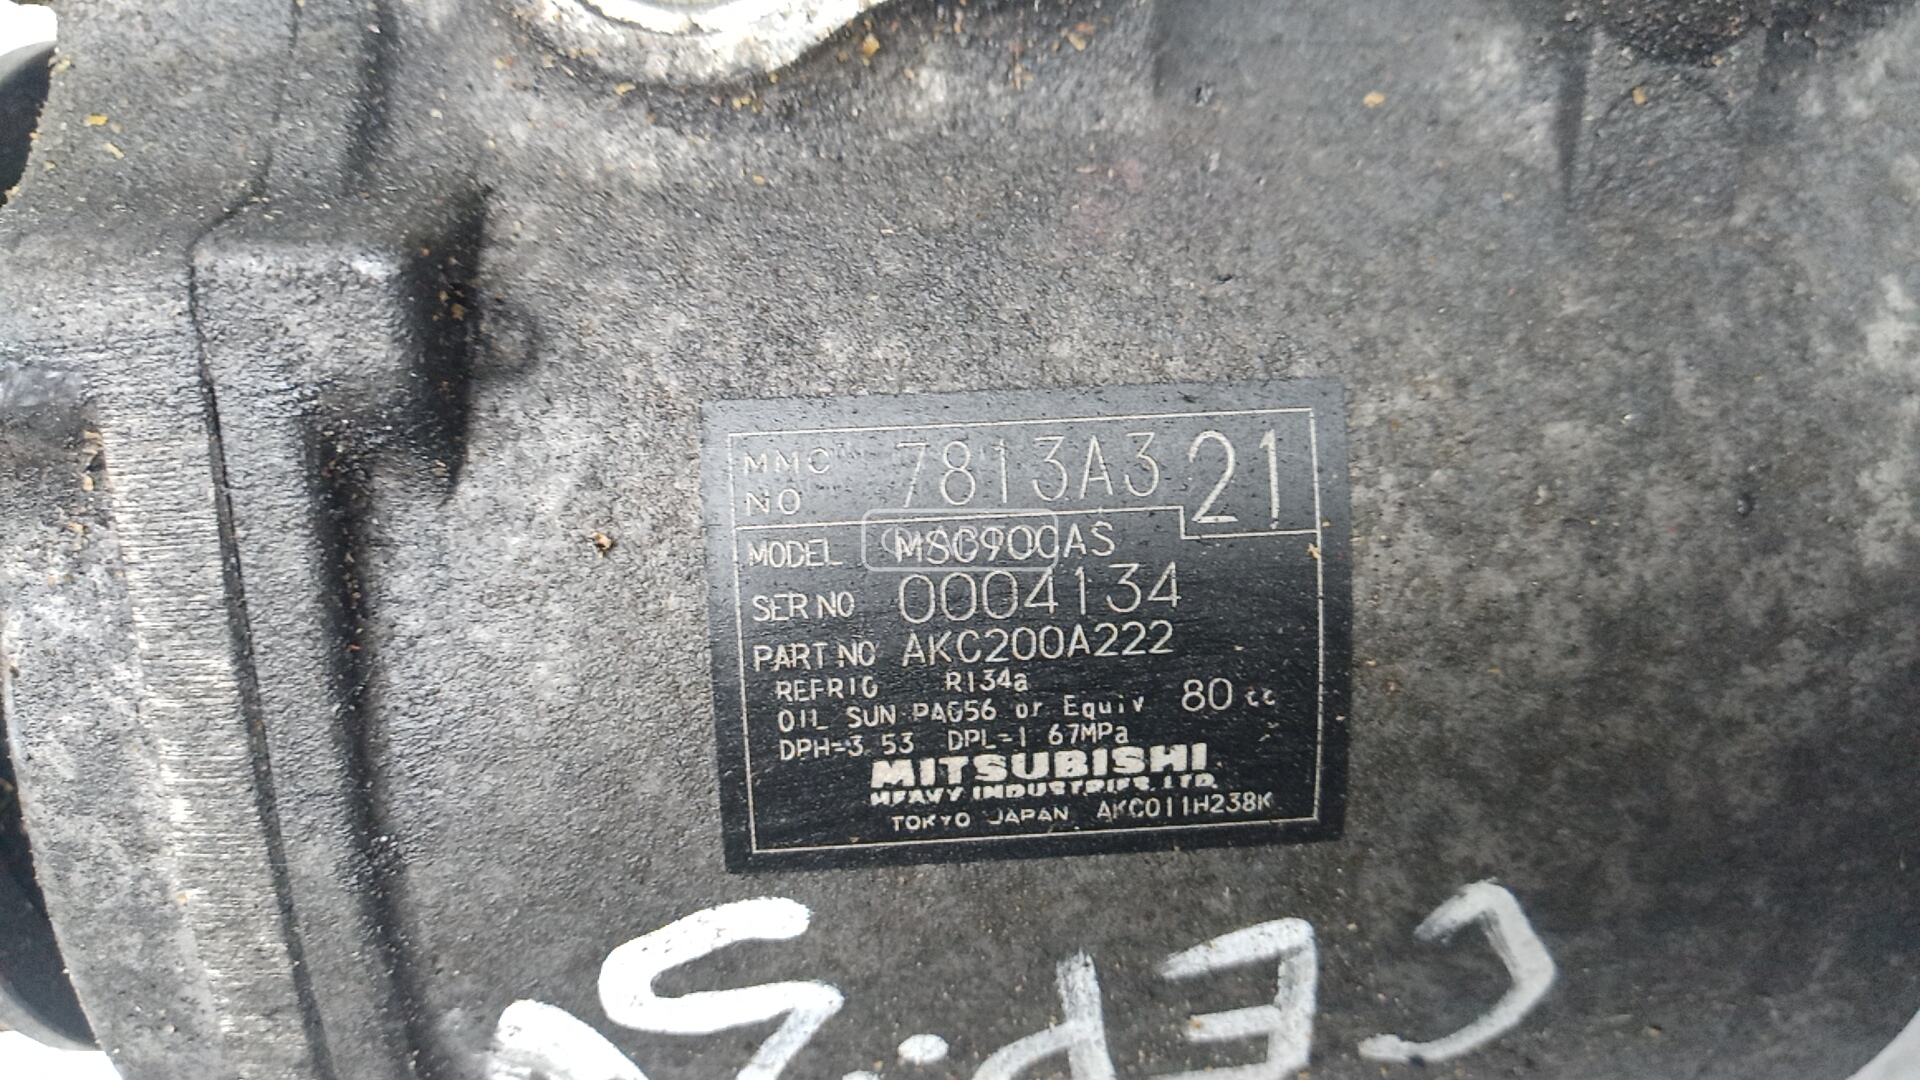 MMC NO 7813A321
MODEL MSC90CAS
SER NO 0004134
PART NO AKC200A222
REFRIG R134a
OIL SUN PAG56 or Equiv 80 cc
DPH=3.53 DPL=1.67MPa
MITSUBISHI
HEAVY INDUSTRIES, LTD.
TOKYO JAPAN AKC011H238K